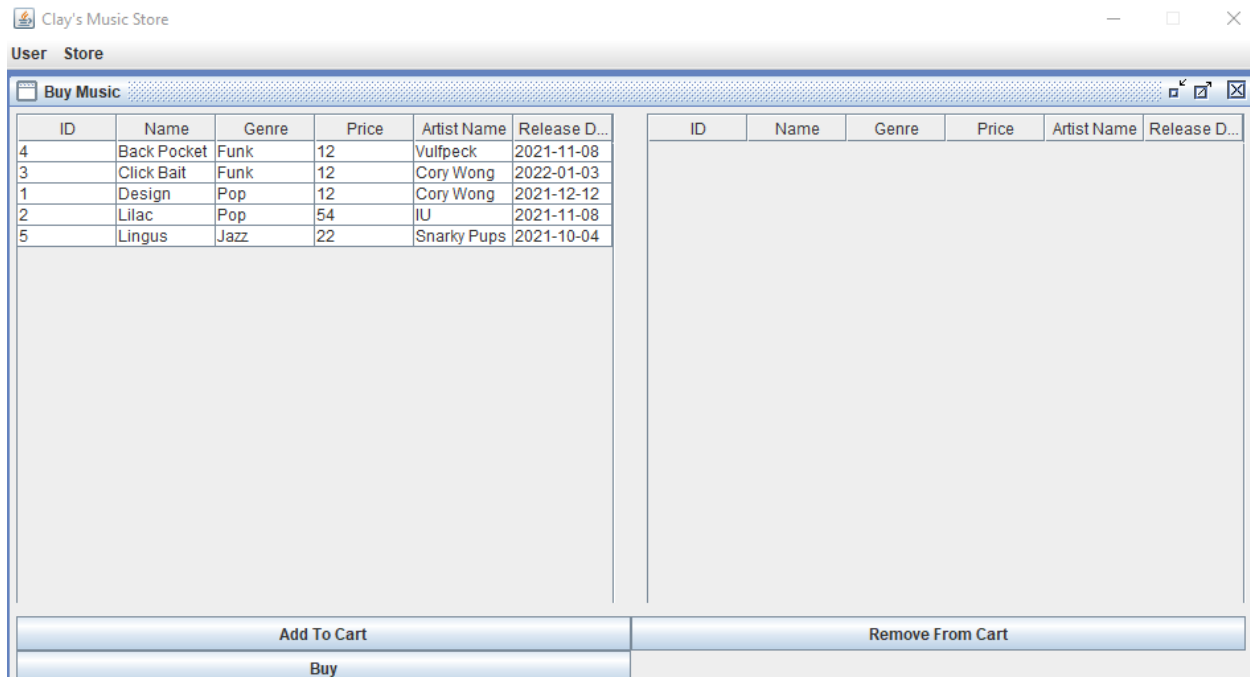 Clay's Music Store
User Store
Buy Music
ID Name Genre Price Artist Name Release D...
4 Back Pocket Funk 12 Vulfpeck 2021-11-08
3 Click Bait Funk 12 Cory Wong 2022-01-03
1 Design Pop 12 Cory Wong 2021-12-12
2 Lilac Pop 54 IU 2021-11-08
5 Lingus Jazz 22 Snarky Pups 2021-10-04
ID Name Genre Price Artist Name Release D...
Add To Cart Remove From Cart
Buy